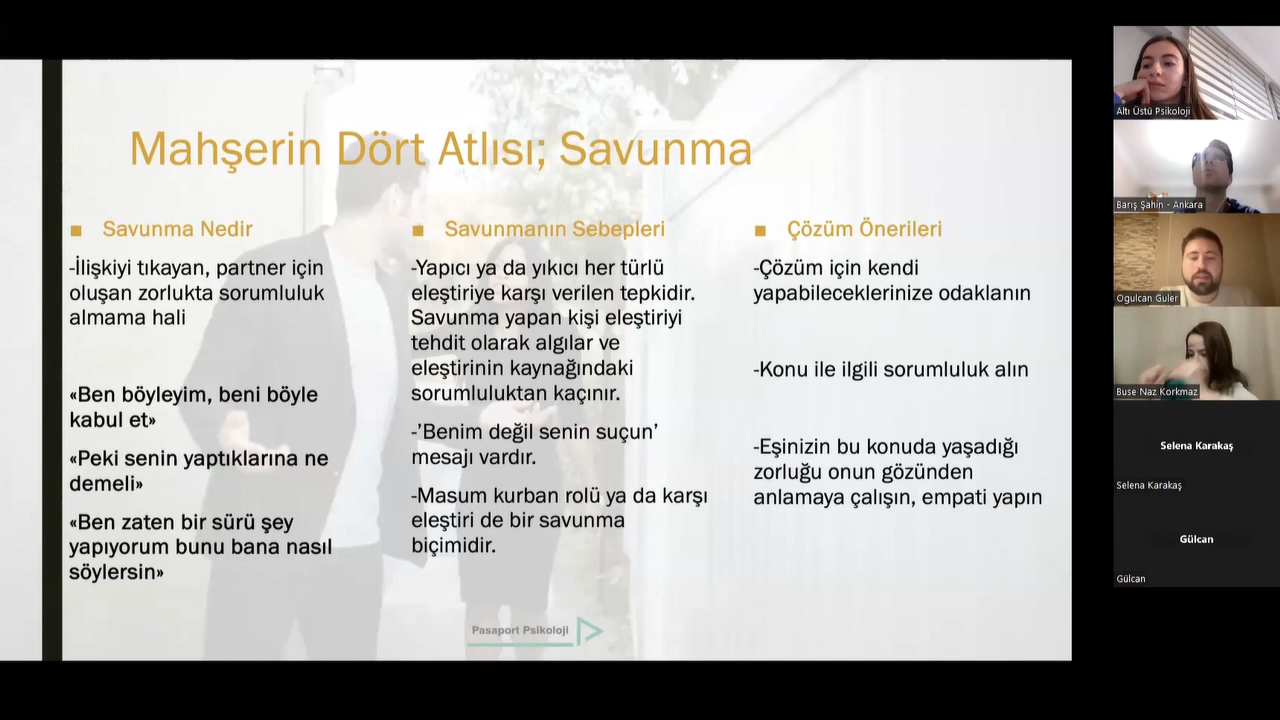 Mahşerin Dört Atlısı; Savunma
Savunma Nedir
-İlişkiyi tıkayan, partner için
oluşan zorlukta sorumluluk
almama hali
«Ben böyleyim, beni böyle
kabul et»
«Peki senin yaptıklarına ne
demeli»
«Ben zaten bir sürü şey
yapıyorum bunu bana nasıl
söylersin»
Savunmanın Sebepleri
-Yapıcı ya da yıkıcı her türlü
eleştiriye karşı verilen tepkidir.
Savunma yapan kişi eleştiriyi
tehdit olarak algılar ve
eleştirinin kaynağındaki
sorumluluktan kaçınır.
-’Benim değil senin suçun’
mesajı vardır.
-Masum kurban rolü ya da karşı
eleştiri de bir savunma
biçimidir.
Çözüm Önerileri
-Çözüm için kendi
yapabileceklerinize odaklanın
-Konu ile ilgili sorumluluk alın
-Eşinizin bu konuda yaşadığı
zorluğu onun gözünden
anlamaya çalışın, empati yapın
Pasaport Psikoloji
Altı Üstü Psikoloji
Barış Şahin - Ankara
Ogulcan Guler
Buse Naz Korkmaz
Selena Karakaş
Selena Karakaş
Gülcan
Gülcan